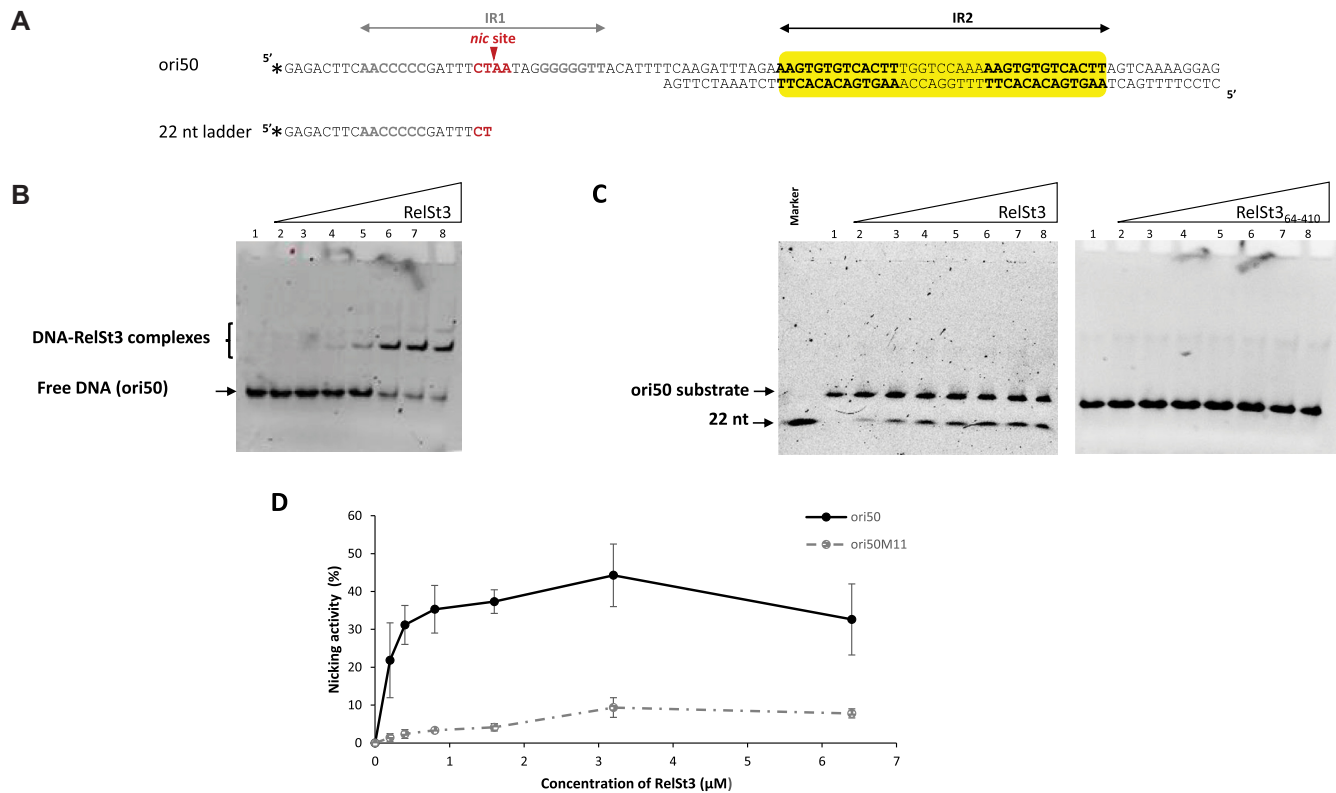 A
IR1
IR2
nic site
ori50
5’ *GAGACTTCAACCCCCGATTTCTAATAGGGGGGTTACATTTTCAAGATTTAGAAAGTGTGTCACTTTGGTCCAAAAAAGTGTGTCACTTAGTCAAAAGGAG
AGTTCTAAATCTTTCACACAGTGAAACCAGGTTTTTTCACACAGTGAATCAGTTTTCCTC 5’
22 nt ladder
5’ *GAGACTTCAACCCCCGATTTCT
B
RelSt3
1 2 3 4 5 6 7 8
DNA-RelSt3 complexes
Free DNA (ori50)
C
Marker
RelSt3
1 2 3 4 5 6 7 8
RelSt3 64-410
1 2 3 4 5 6 7 8
ori50 substrate
22 nt
D
60
50
40
30
20
10
0
Nicking activity (%)
0 1 2 3 4 5 6 7
Concentration of RelSt3 (µM)
ori50
ori50M11